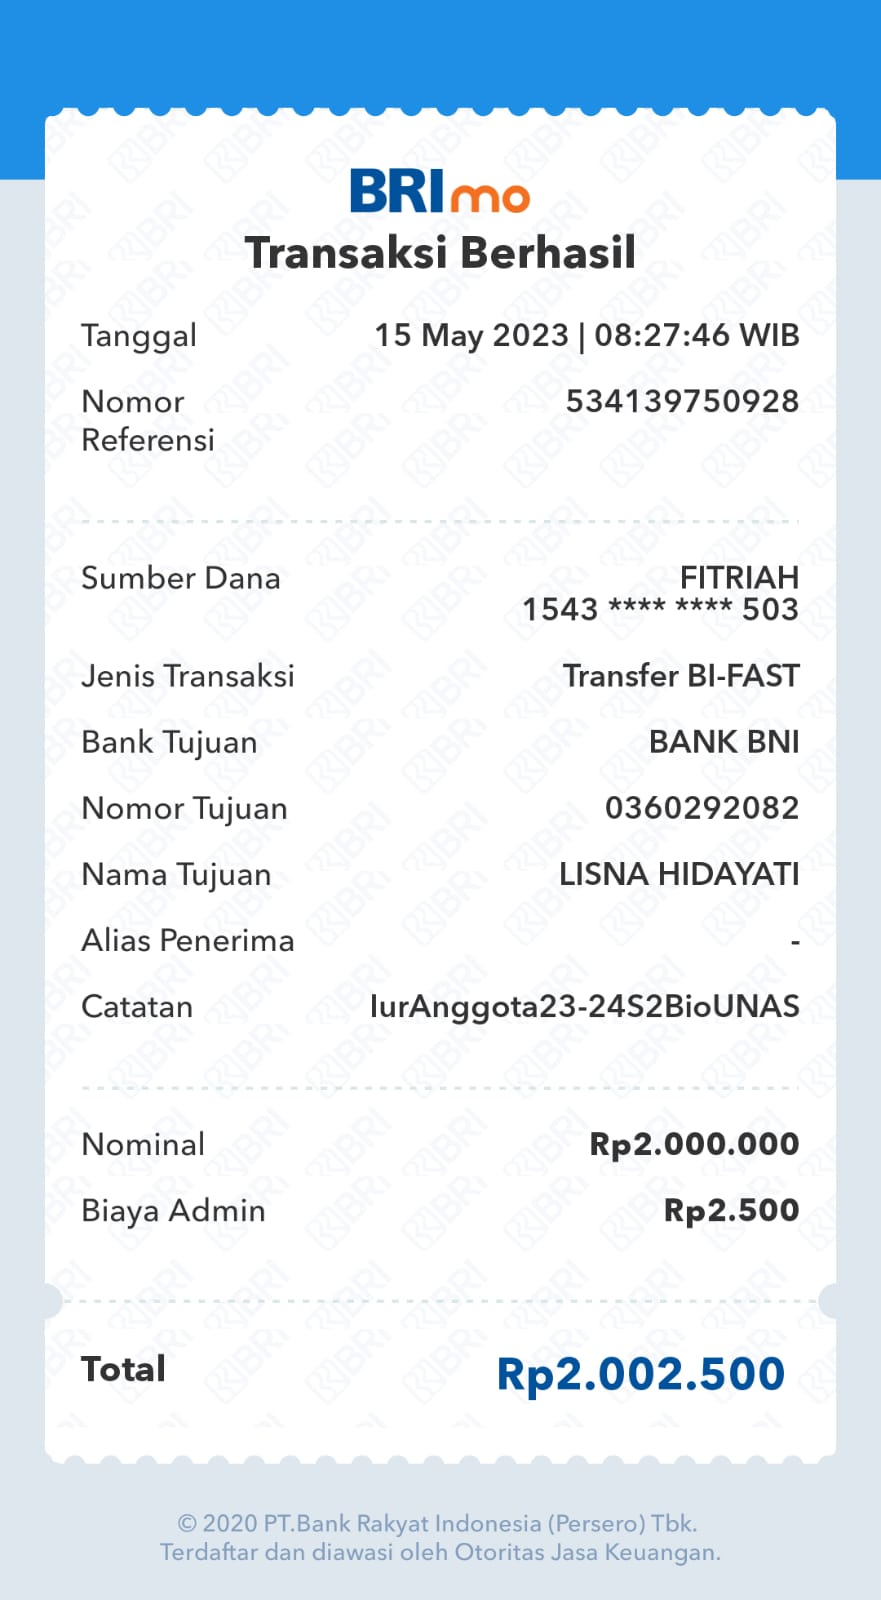 BRImo
Transaksi Berhasil
Tanggal 15 May 2023 | 08:27:46 WIB
Nomor Referensi 534139750928
Sumber Dana FITRIAH
1543 **** **** 503
Jenis Transaksi Transfer BI-FAST
Bank Tujuan BANK BNI
Nomor Tujuan 0360292082
Nama Tujuan LISNA HIDAYATI
Alias Penerima -
Catatan IurAnggota23-24S2BioUNAS
Nominal Rp2.000.000
Biaya Admin Rp2.500
Total Rp2.002.500
© 2020 PT.Bank Rakyat Indonesia (Persero) Tbk.
Terdaftar dan diawasi oleh Otoritas Jasa Keuangan.